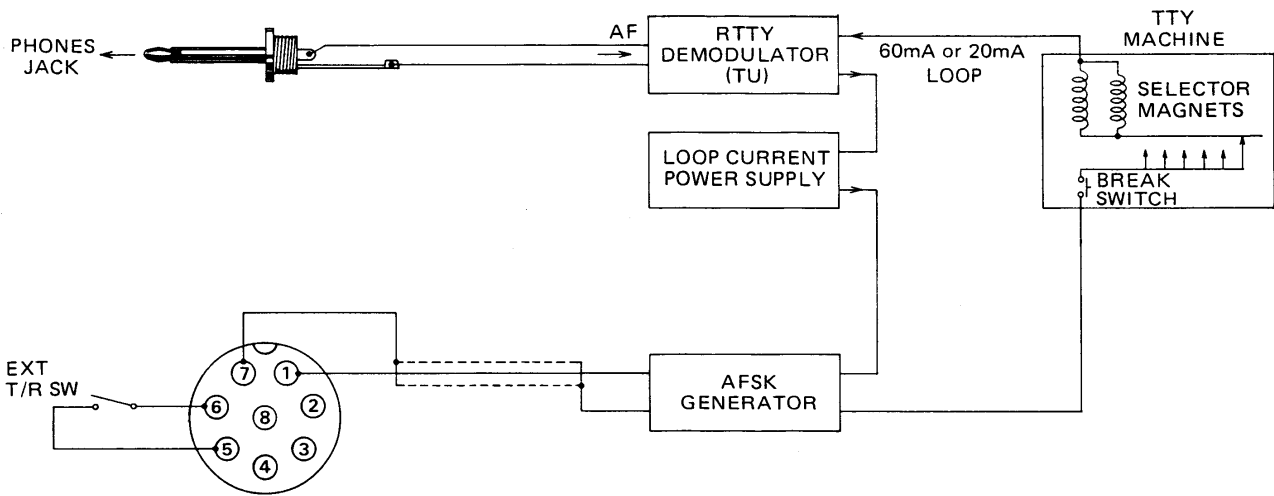 PHONES
JACK
AF
RTTY
DEMODULATOR
(TU)
60mA or 20mA
LOOP
TTY
MACHINE
SELECTOR
MAGNETS
BREAK
SWITCH
LOOP CURRENT
POWER SUPPLY
EXT
T/R SW
7
1
6
2
8
5
3
4
AFSK
GENERATOR